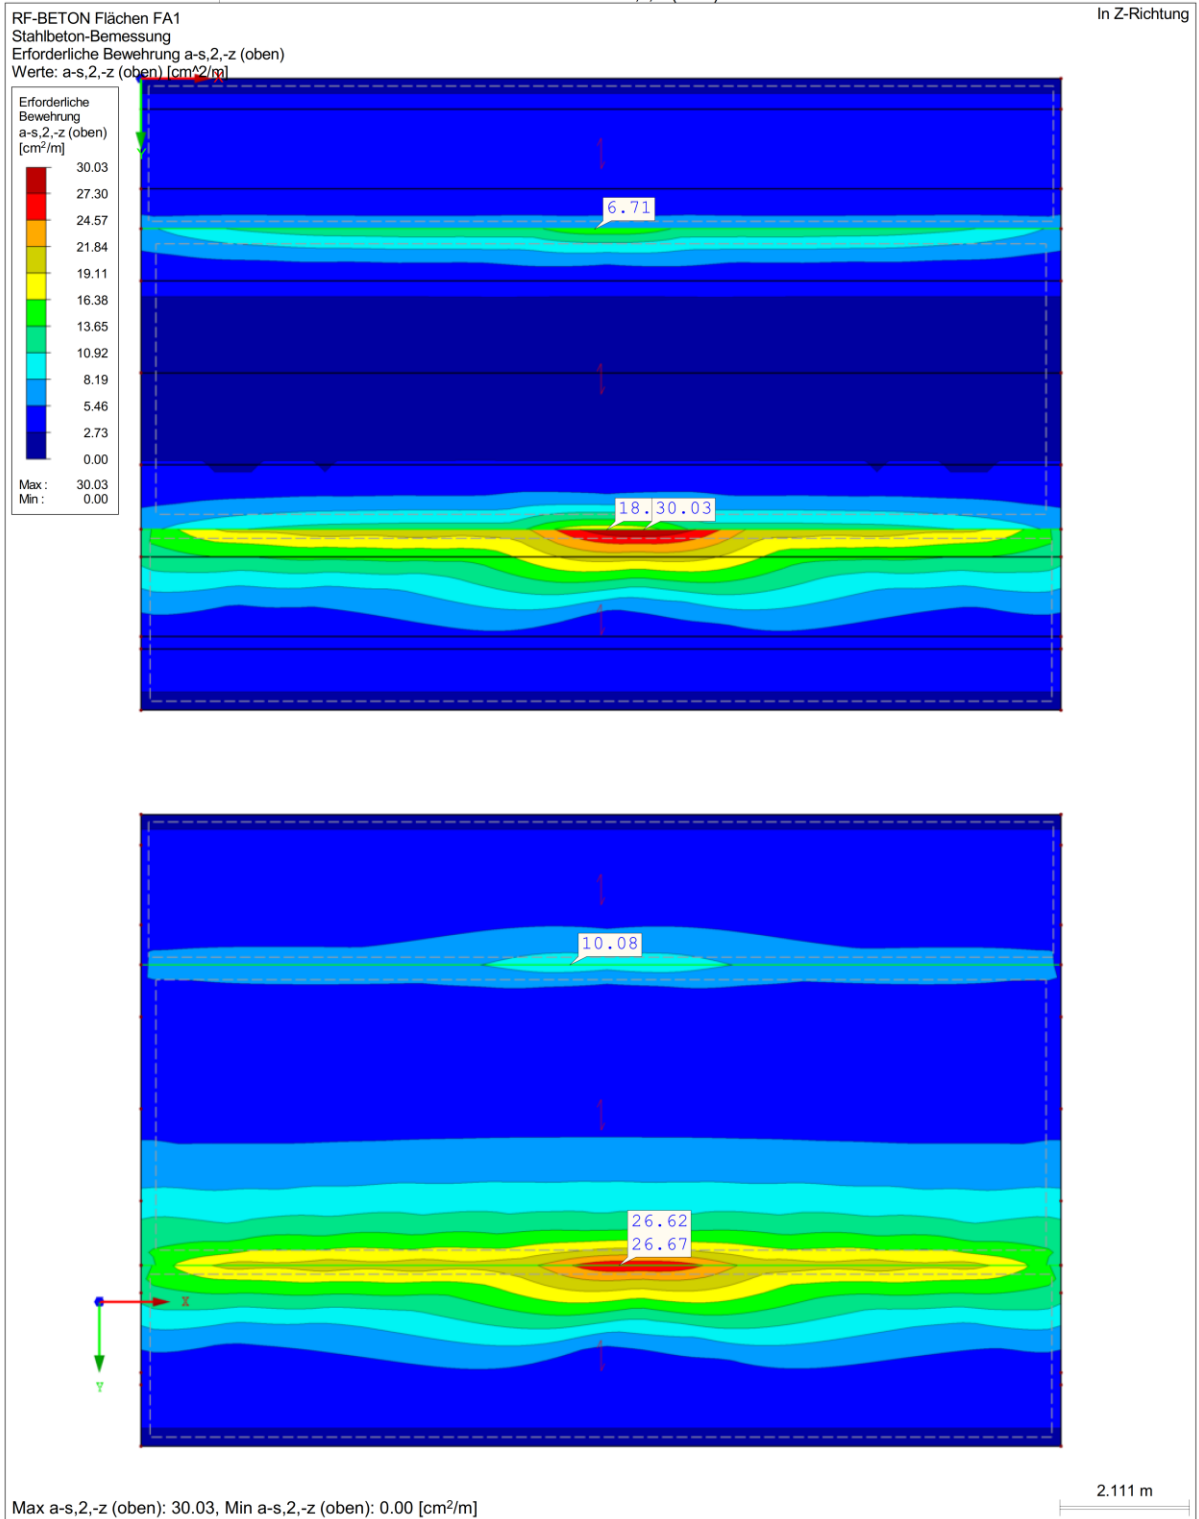 In Z-Richtung
RF-BETON Flächen FA1
Stahlbeton-Bemessung
Erforderliche Bewehrung a-s,2,-z (oben)
Werte: a-s,2,-z (oben) [cm^2/m]
X
Y
Erforderliche
Bewehrung
a-s,2,-z (oben)
[cm²/m]
30.03
27.30
24.57
21.84
19.11
16.38
13.65
10.92
8.19
5.46
2.73
0.00
Max : 30.03
Min : 0.00
6.71
18.
30.03
10.08
26.62
26.67
X
Y
2.111 m
Max a-s,2,-z (oben): 30.03, Min a-s,2,-z (oben): 0.00 [cm²/m]